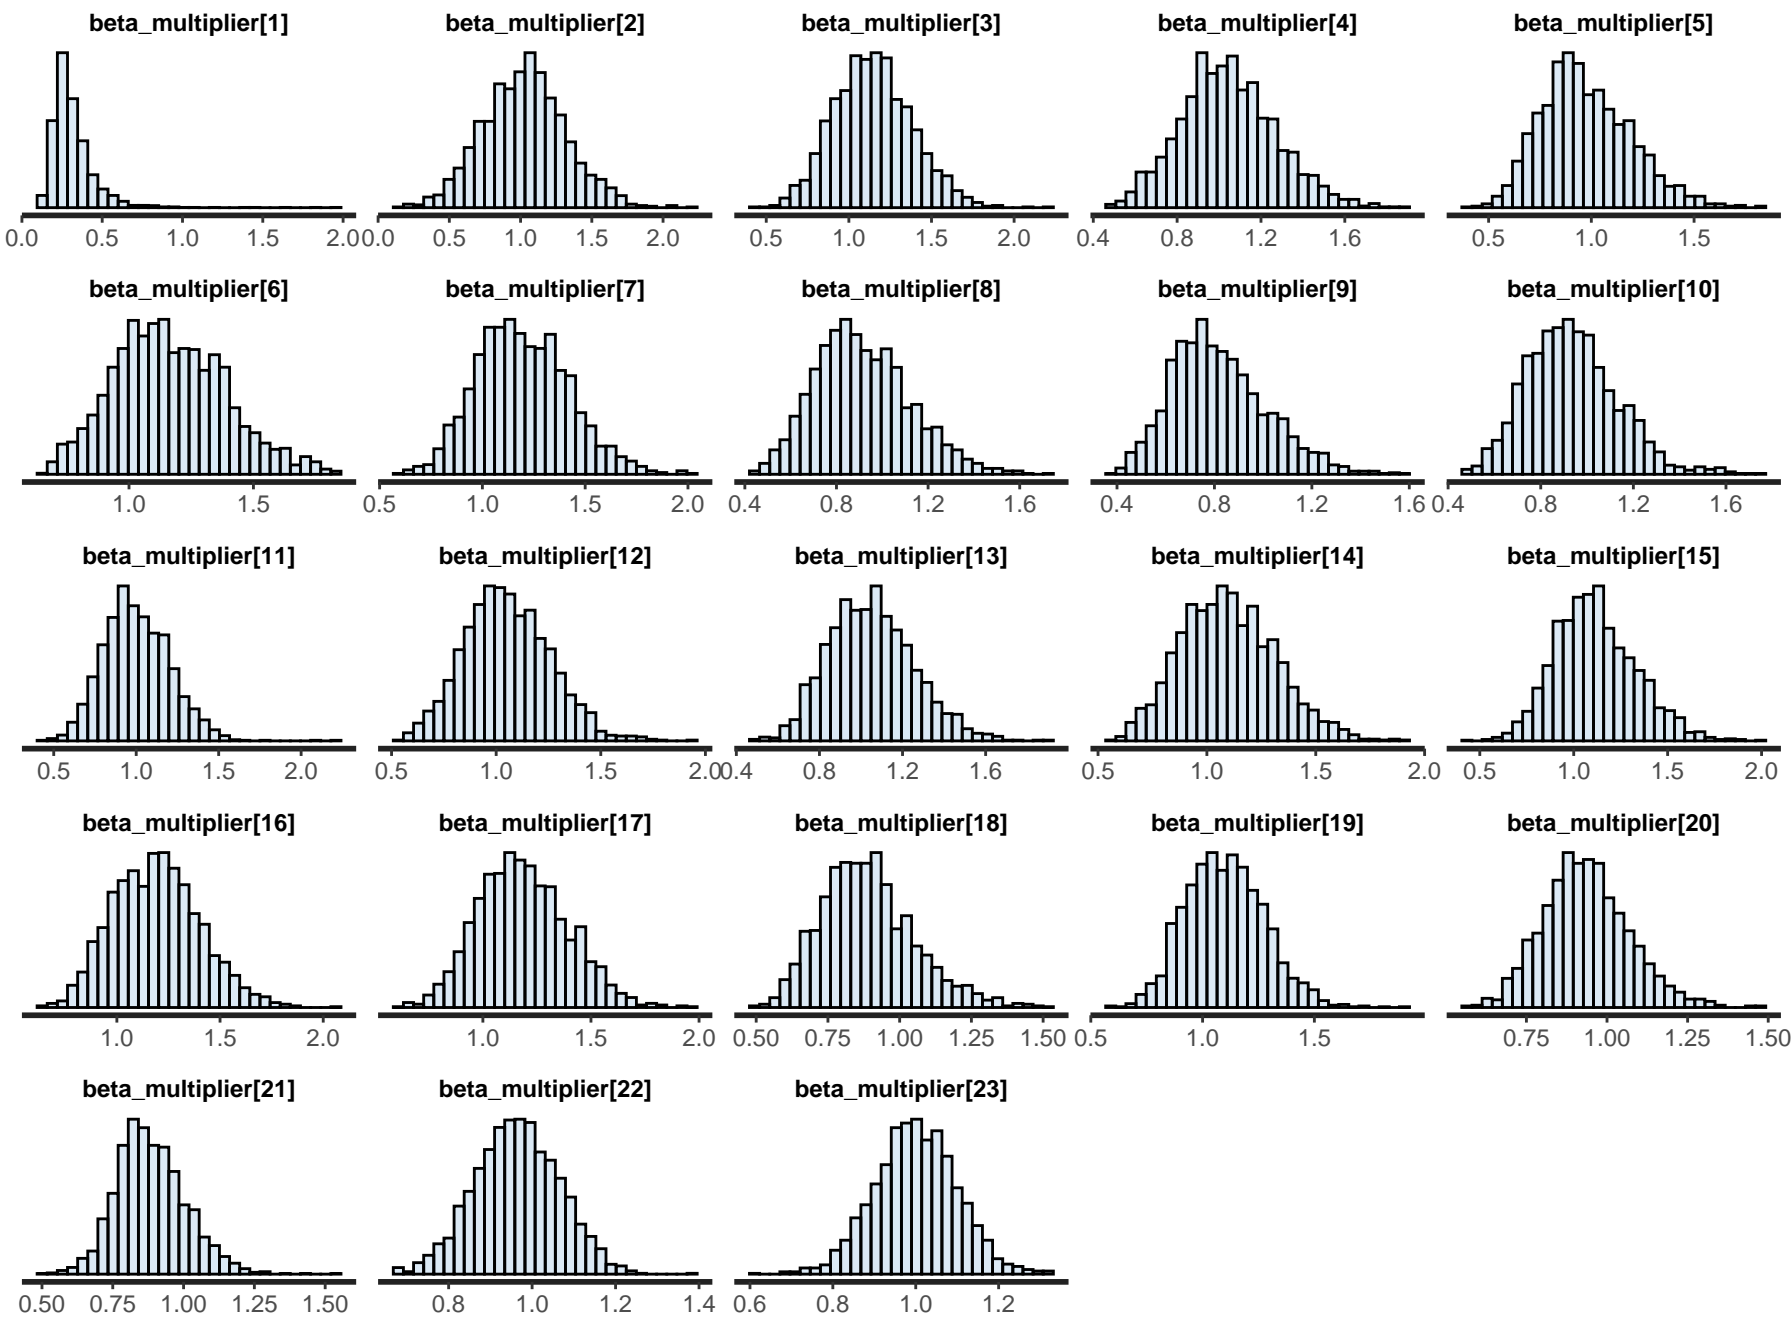 beta_multiplier[1] beta_multiplier[2] beta_multiplier[3] beta_multiplier[4] beta_multiplier[5]
0.0 0.5 1.0 1.5 2.0 0.0 0.5 1.0 1.5 2.0 0.5 1.0 1.5 2.0 0.4 0.8 1.2 1.6 0.5 1.0 1.5
beta_multiplier[6] beta_multiplier[7] beta_multiplier[8] beta_multiplier[9] beta_multiplier[10]
1.0 1.5 0.5 1.0 1.5 2.0 0.4 0.8 1.2 1.6 0.4 0.8 1.2 1.6 0.4 0.8 1.2 1.6
beta_multiplier[11] beta_multiplier[12] beta_multiplier[13] beta_multiplier[14] beta_multiplier[15]
0.5 1.0 1.5 2.0 0.5 1.0 1.5 2.0 0.4 0.8 1.2 1.6 0.5 1.0 1.5 2.0 0.5 1.0 1.5 2.0
beta_multiplier[16] beta_multiplier[17] beta_multiplier[18] beta_multiplier[19] beta_multiplier[20]
1.0 1.5 2.0 1.0 1.5 2.0 0.50 0.75 1.00 1.25 1.50 0.5 1.0 1.5 0.75 1.00 1.25 1.50
beta_multiplier[21] beta_multiplier[22] beta_multiplier[23]
0.50 0.75 1.00 1.25 1.50 0.8 1.0 1.2 1.4 0.6 0.8 1.0 1.2